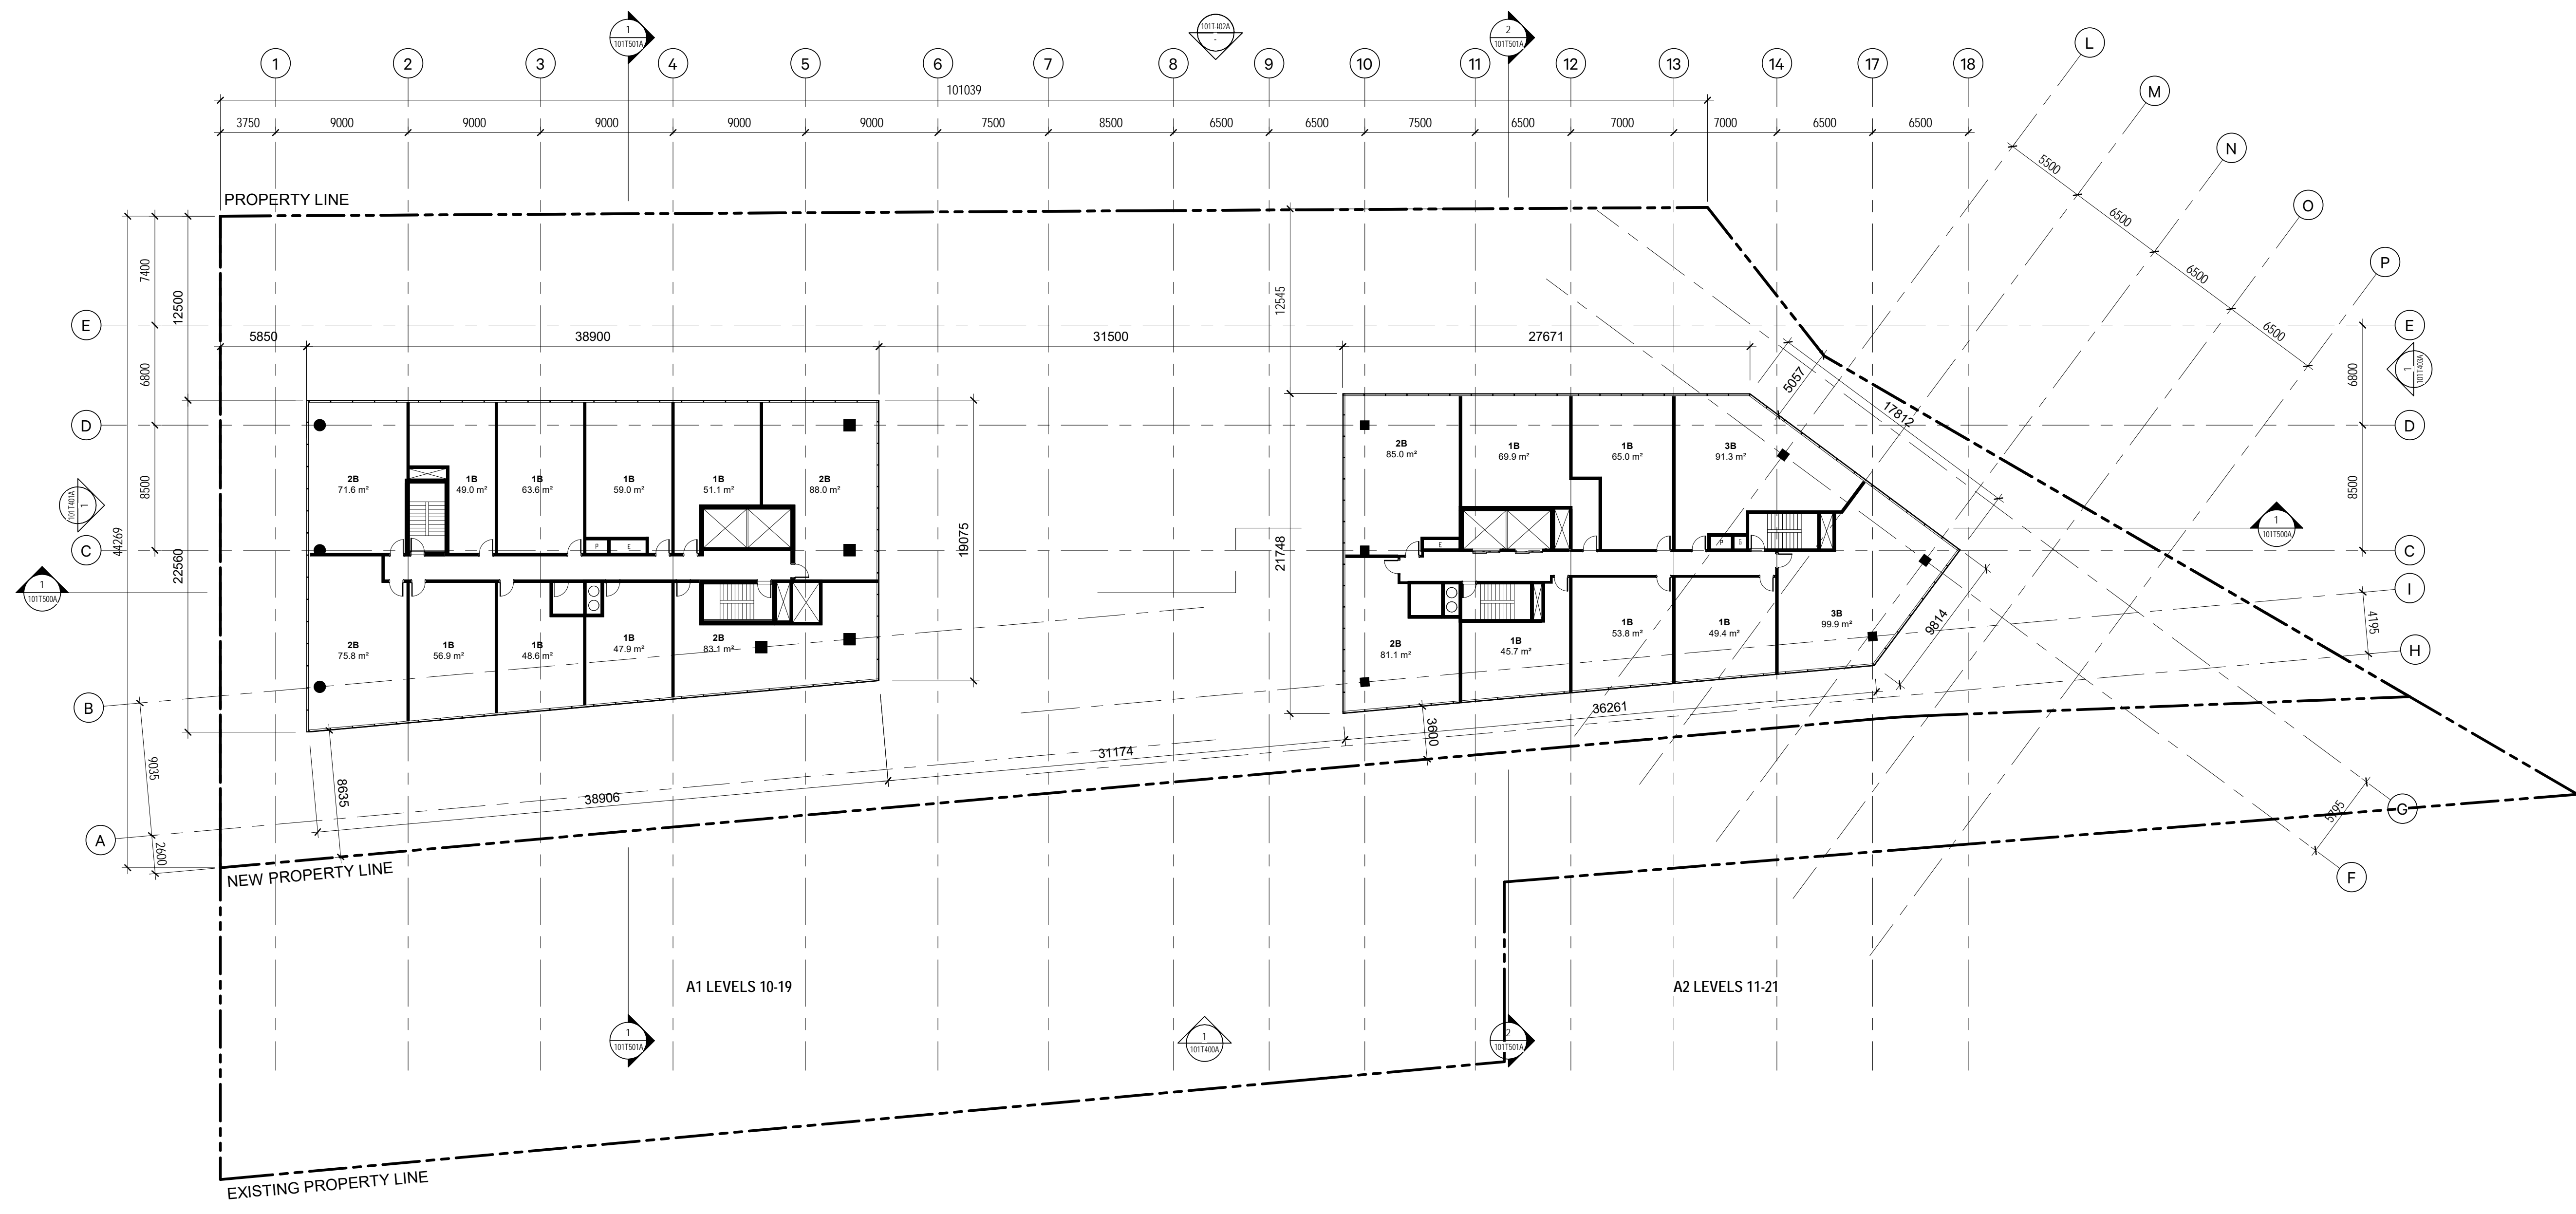 1
101T501A
101T402A
-
2
101T501A
L
M
N
O
P
1 2 3 4 5 6 7 8 9 10 11 12 13 14 17 18
101039
3750 9000 9000 9000 9000 9000 7500 8500 6500 6500 7500 6500 7000 7000 6500 6500
5500
6500
6500
6500
PROPERTY LINE
7400
12500
12545
E
E
6800
6800
5850 38900 31500 27671
1
101T403A
5057
17812
D
D
2B
71.6 m²
1B
49.0 m²
1B
63.6 m²
1B
59.0 m²
1B
51.1 m²
2B
88.0 m²
2B
85.0 m²
1B
69.9 m²
1B
65.0 m²
3B
91.3 m²
8500
8500
1
101T401A
44269
22560
19075
21748
1
101T500A
P E
E
P
C
C
1
101T500A
I
4195
9814
2B
75.8 m²
1B
56.9 m²
1B
48.6 m²
1B
47.9 m²
2B
83.1 m²
2B
81.1 m²
1B
45.7 m²
1B
53.8 m²
1B
49.4 m²
3B
99.9 m²
H
B
36261
3600
31174
9035
8635
38906
A
2600
5795
G
F
NEW PROPERTY LINE
A1 LEVELS 10-19
A2 LEVELS 11-21
1
101T501A
1
101T400A
2
101T501A
EXISTING PROPERTY LINE